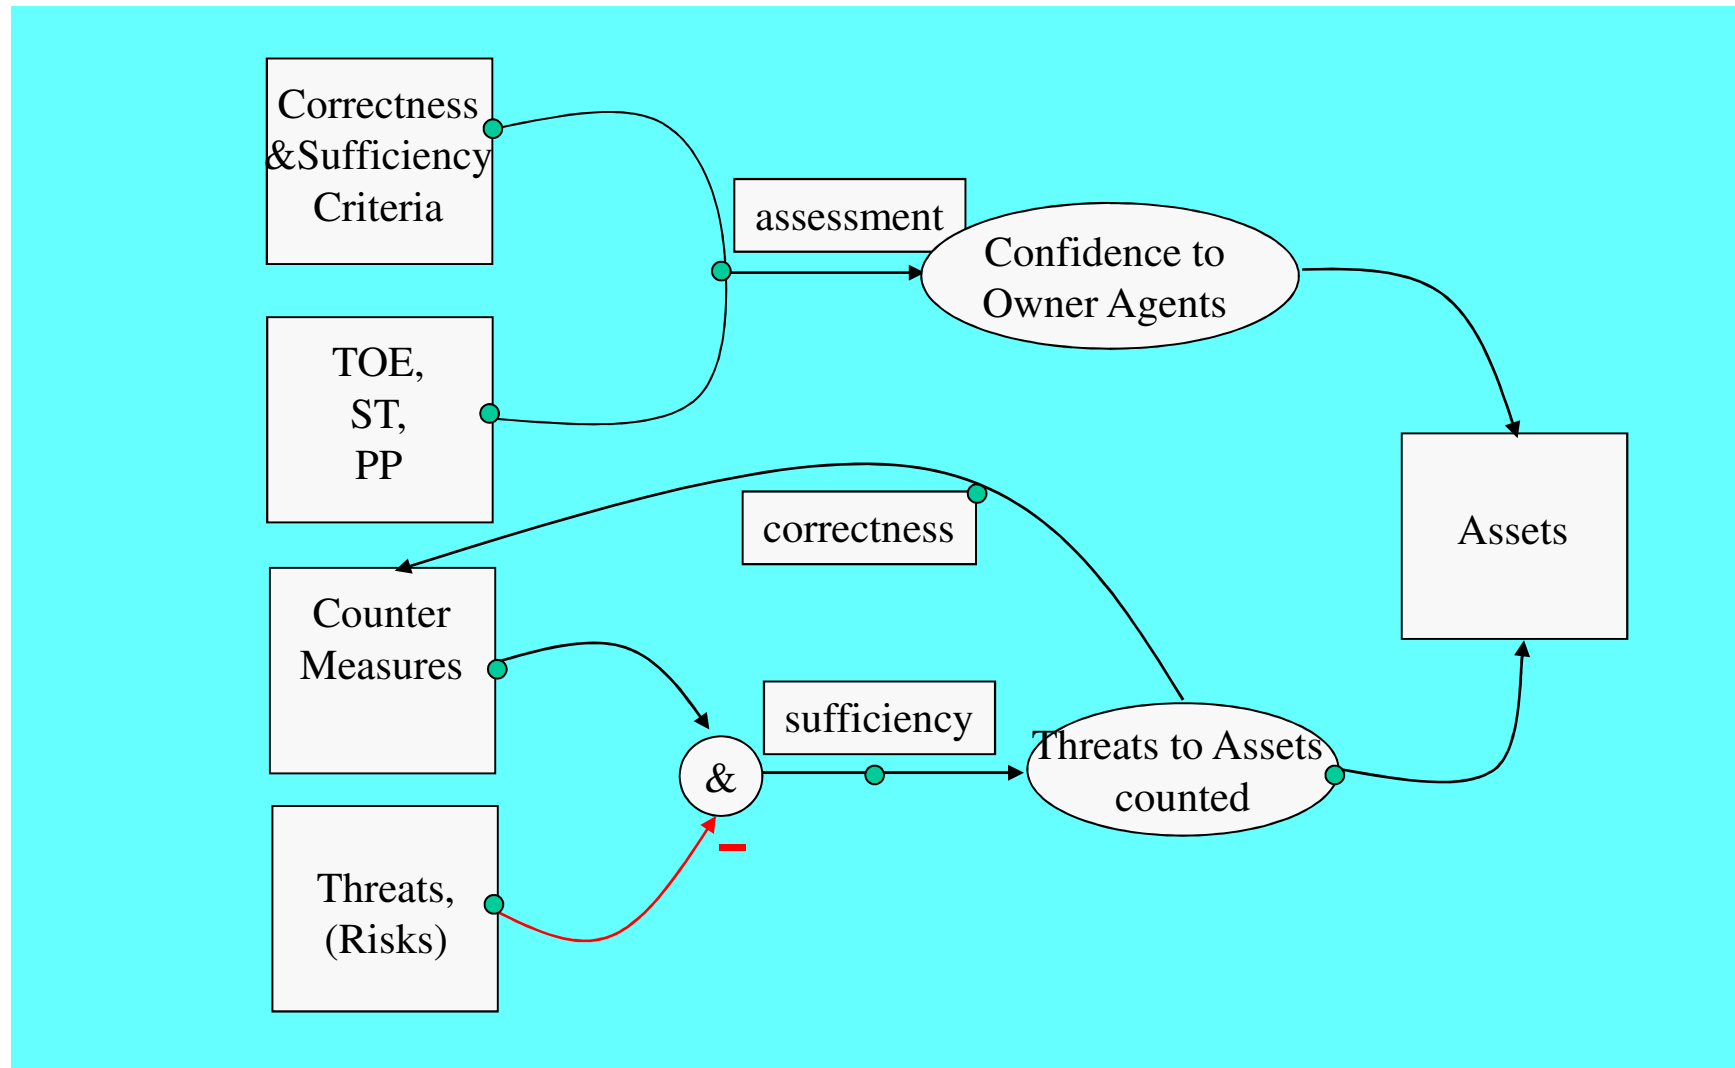 Correctness
&Sufficiency
Criteria
assessment
Confidence to
Owner Agents
TOE,
ST,
PP
correctness
Assets
Counter
Measures
sufficiency
&
Threats to Assets
counted
Threats,
(Risks)